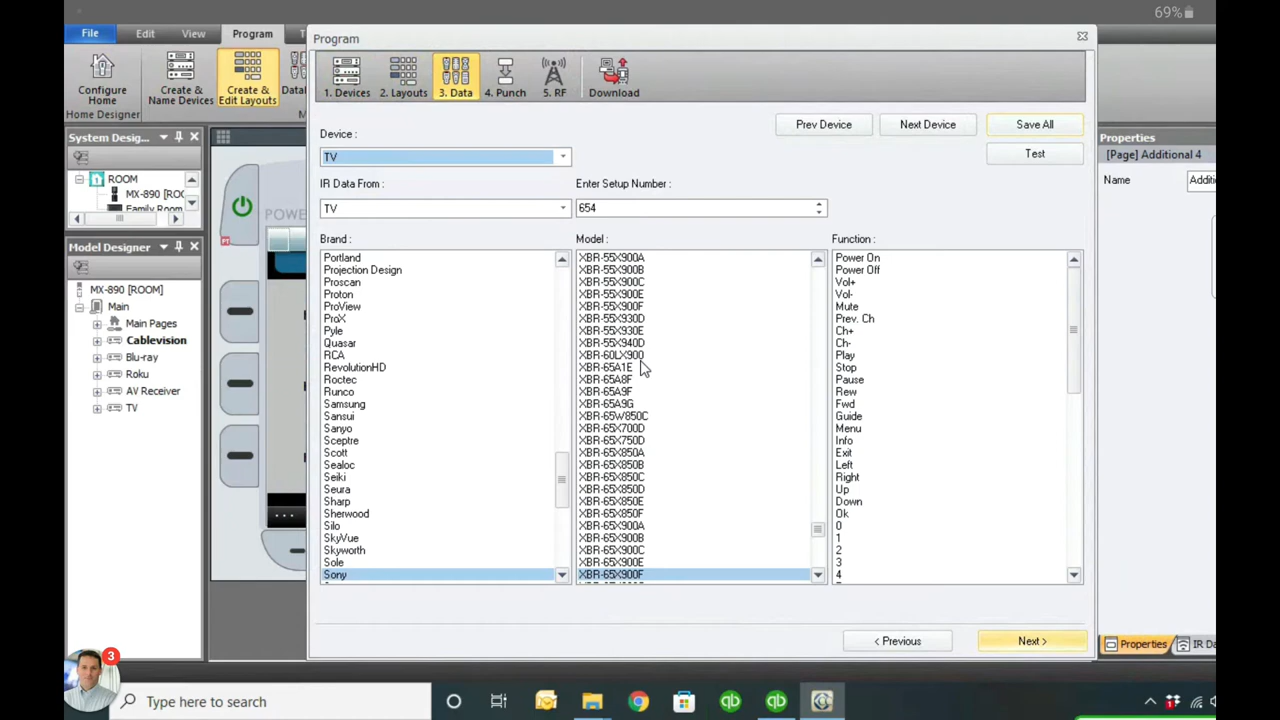 69%
File
Edit
View
Program
Program
Configure
Home
Home Designer
Create &
Name Devices
Create &
Edit Layouts
1. Devices
2. Layouts
3. Data
4. Punch
5. RF
Download
System Desig...
ROOM
MX-890 [ROO
Family Room
Model Designer
MX-890 [ROOM]
Main
Main Pages
Cablevision
Blu-ray
Roku
AV Receiver
TV
POWE
Prev Device
Next Device
Save All
Test
Device :
TV
IR Data From :
TV
Enter Setup Number :
654
Brand :
Portland
Projection Design
Proscan
Proton
ProView
ProX
Pyle
Quasar
RCA
RevolutionHD
Roctec
Runco
Samsung
Sansui
Sanyo
Sceptre
Scott
Sealoc
Seiki
Seura
Sharp
Sherwood
Silo
SkyVue
Skyworth
Sole
Sony
Model :
XBR-55X900A
XBR-55X900B
XBR-55X900C
XBR-55X900E
XBR-55X900F
XBR-55X930D
XBR-55X930E
XBR-55X940D
XBR-60LX900
XBR-65A1E
XBR-65A8F
XBR-65A9F
XBR-65A9G
XBR-65W850C
XBR-65X700D
XBR-65X750D
XBR-65X850A
XBR-65X850B
XBR-65X850C
XBR-65X850D
XBR-65X850E
XBR-65X850F
XBR-65X900A
XBR-65X900B
XBR-65X900C
XBR-65X900E
XBR-65X900F
Function :
Power On
Power Off
Vol+
Vol-
Mute
Prev. Ch
Ch+
Ch-
Play
Stop
Pause
Rew
Fwd
Guide
Menu
Info
Exit
Left
Right
Up
Down
Ok
0
1
2
3
4
< Previous
Next >
Properties
[Page] Additional 4
Name
Additi
Properties
IR Da
3
Type here to search